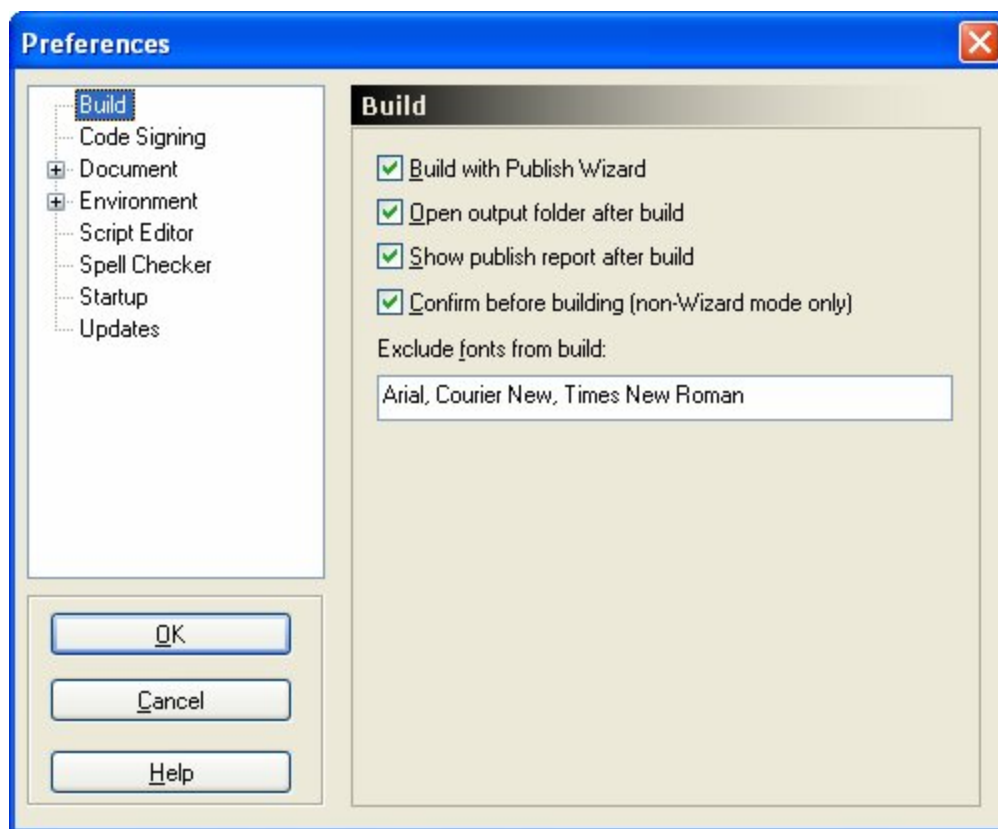 Preferences
Build
Code Signing
Document
Environment
Script Editor
Spell Checker
Startup
Updates
OK
Cancel
Help
Build
Build with Publish Wizard
Open output folder after build
Show publish report after build
Confirm before building (non-Wizard mode only)
Exclude fonts from build:
Arial, Courier New, Times New Roman